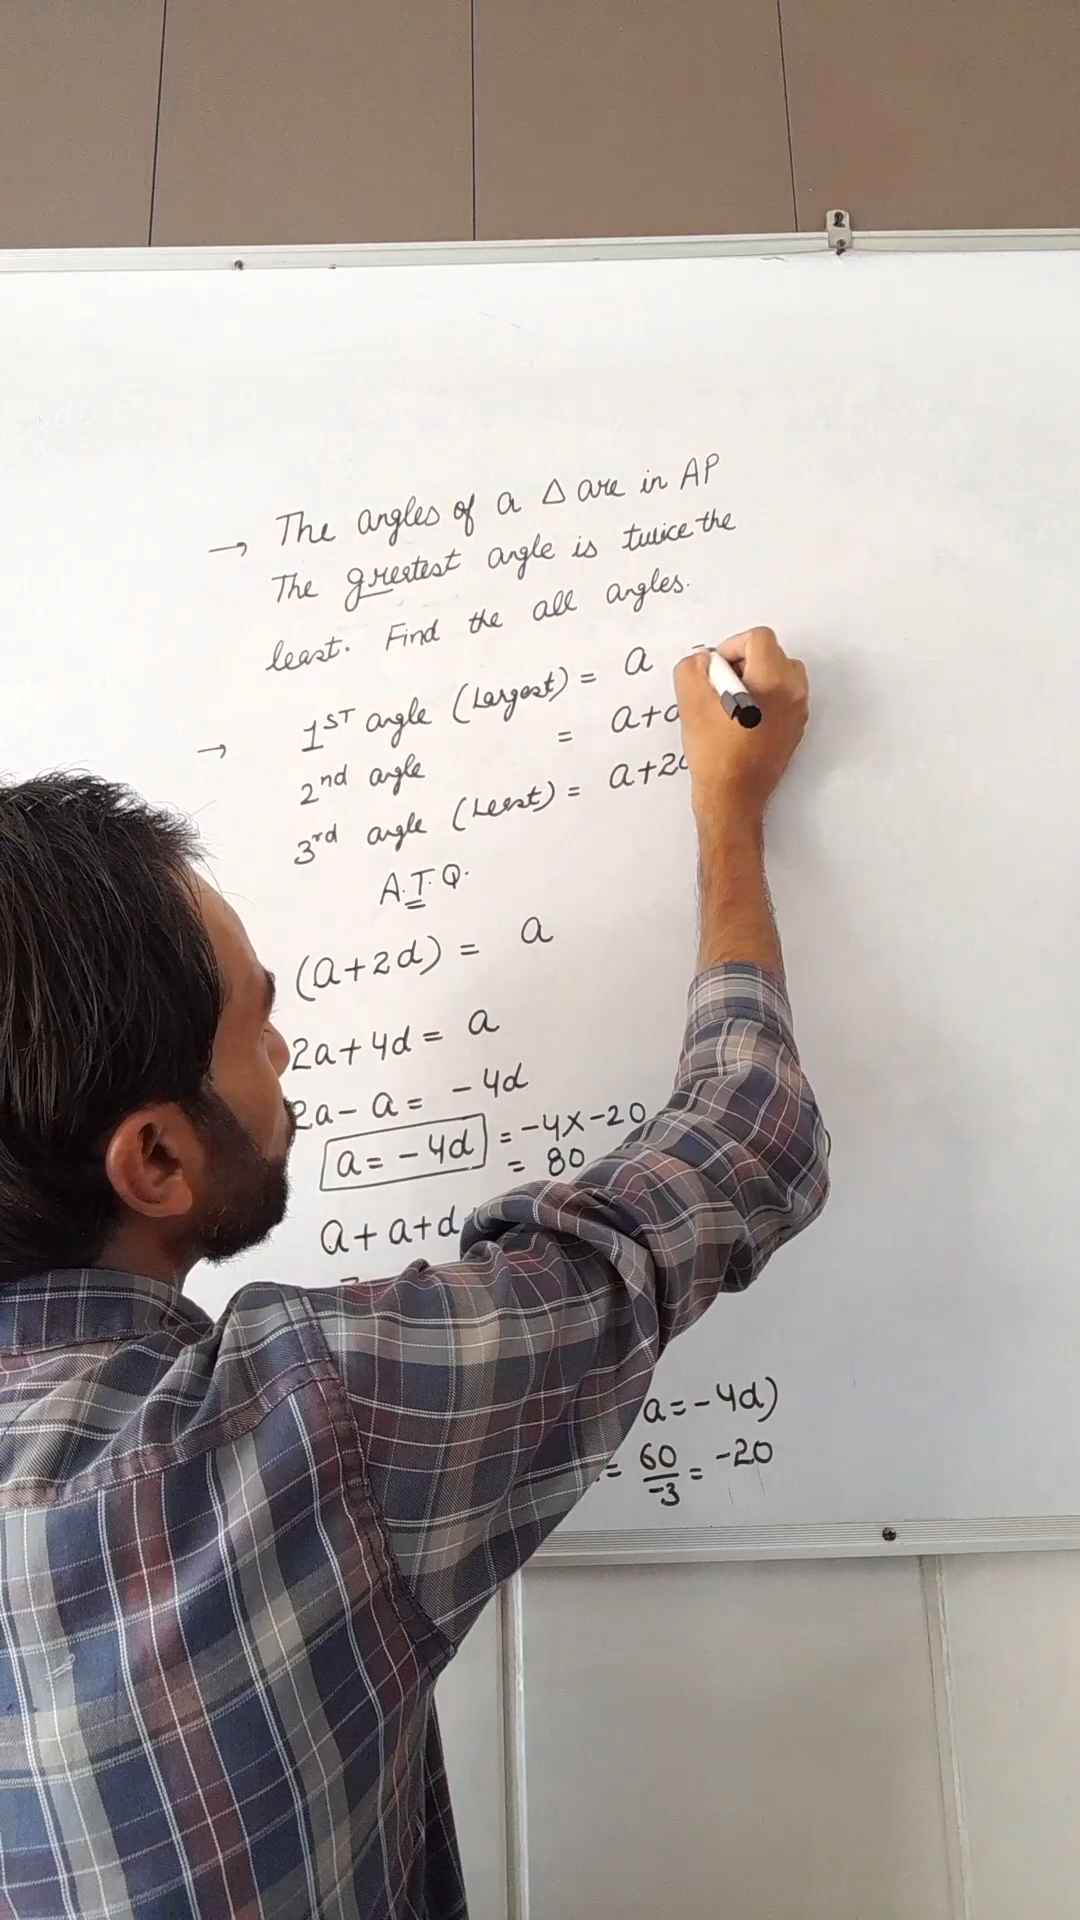 → The angles of a △ are in AP
The greatest angle is twice the
least. Find the all angles.
→ 1ST angle (Largest) = a =
2nd angle = a+d
3rd angle (Least) = a+2d
A.T.Q.
(a+2d) = a
2a+4d = a
2a-a = -4d
a = -4d = -4x-20
= 80
a+a+d
a=-4d)
= 60/-3 = -20